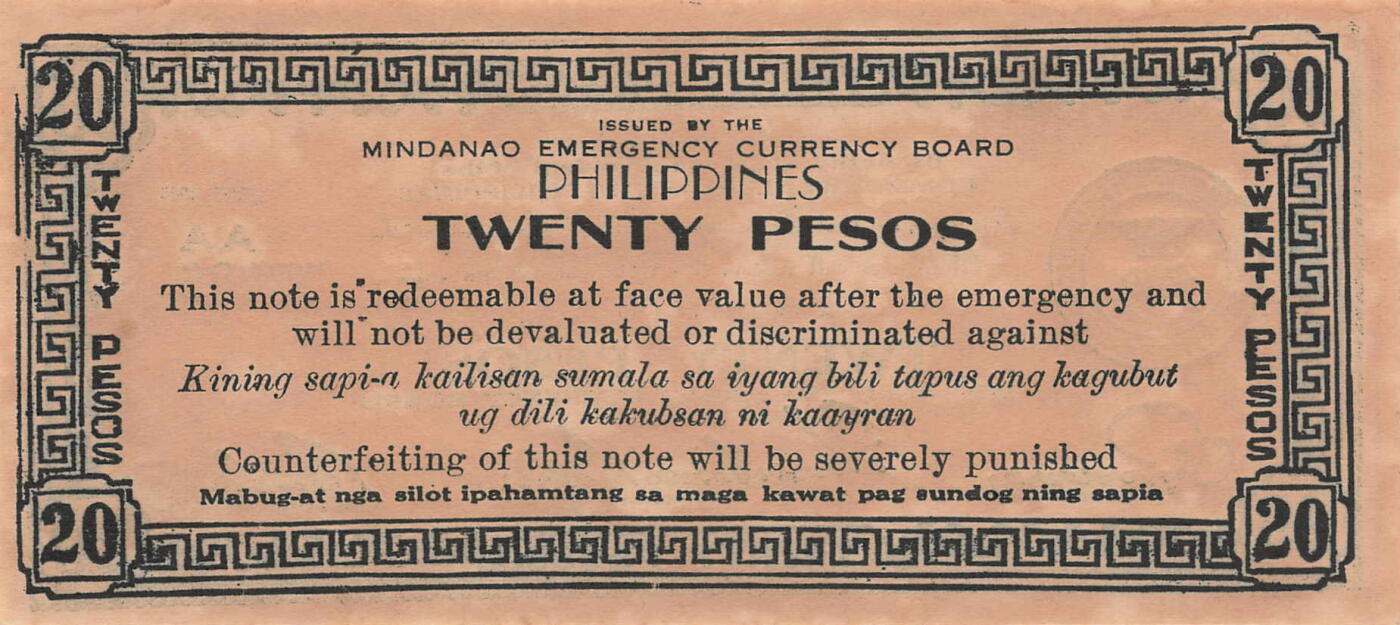 20
20
ISSUED BY THE
MINDANAO EMERGENCY CURRENCY BOARD
PHILIPPINES
TWENTY PESOS
TWENTY PESOS
TWENTY PESOS
This note is redeemable at face value after the emergency and
will not be devaluated or discriminated against
Kining sapi-a kailisan sumala sa iyang bili tapus ang kagubut
ug dili kakubsan ni kaayran
Counterfeiting of this note will be severely punished
Mabug-at nga silot ipahamtang sa maga kawat pag sundog ning sapia
20
20